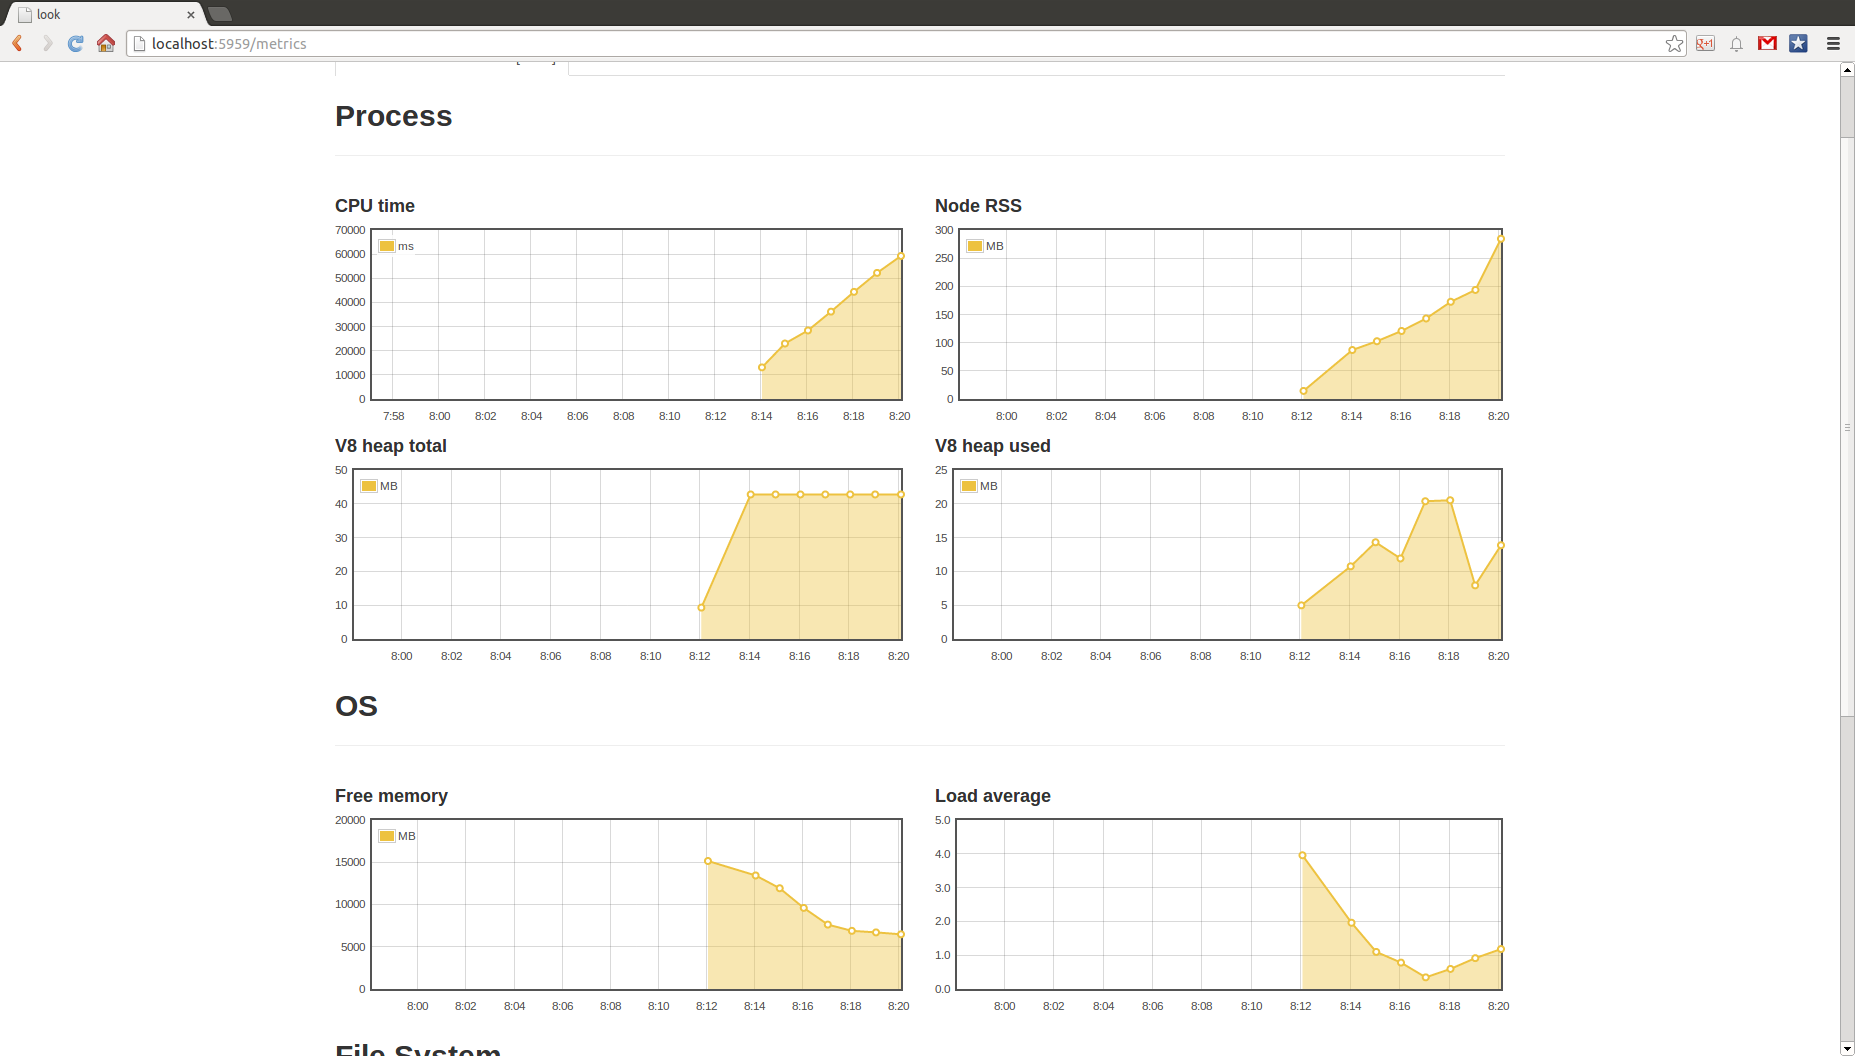 look
localhost:5959/metrics
Process
CPU time
ms
70000
60000
50000
40000
30000
20000
10000
0
7:58 8:00 8:02 8:04 8:06 8:08 8:10 8:12 8:14 8:16 8:18 8:20
Node RSS
MB
300
250
200
150
100
50
0
8:00 8:02 8:04 8:06 8:08 8:10 8:12 8:14 8:16 8:18 8:20
V8 heap total
MB
50
40
30
20
10
0
8:00 8:02 8:04 8:06 8:08 8:10 8:12 8:14 8:16 8:18 8:20
V8 heap used
MB
25
20
15
10
5
0
8:00 8:02 8:04 8:06 8:08 8:10 8:12 8:14 8:16 8:18 8:20
OS
Free memory
MB
20000
15000
10000
5000
0
8:00 8:02 8:04 8:06 8:08 8:10 8:12 8:14 8:16 8:18 8:20
Load average
5.0
4.0
3.0
2.0
1.0
0.0
8:00 8:02 8:04 8:06 8:08 8:10 8:12 8:14 8:16 8:18 8:20
File System